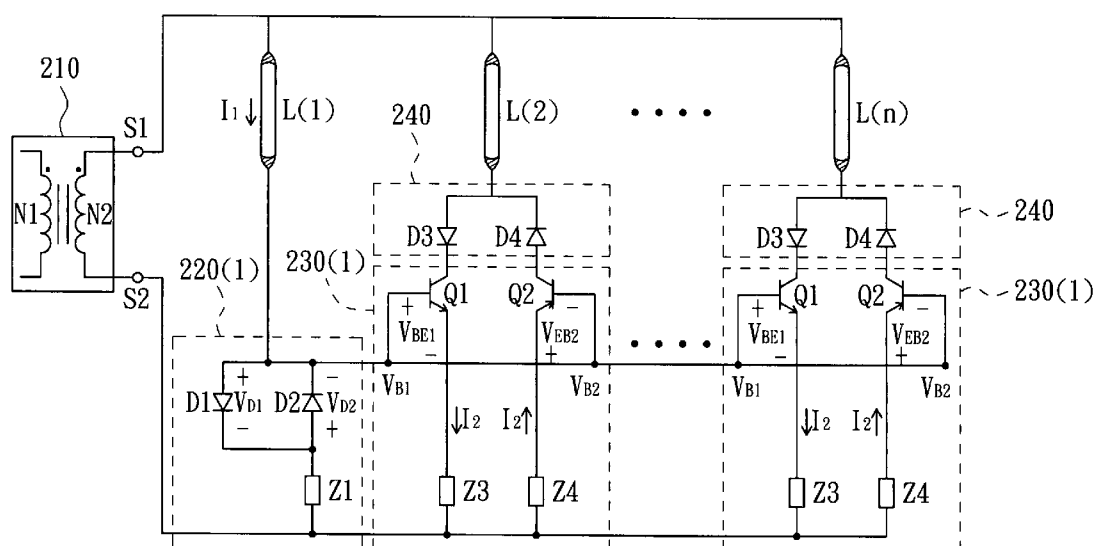 210
S1
N1
N2
S2
220(1)
I1
L(1)
240
L(2)
L(n)
D3
D4
D3
D4
240
230(1)
Q1
Q2
Q1
Q2
230(1)
+
VBE1
−
−
VEB2
+
+
VBE1
−
−
VEB2
+
VB1
VB2
VB1
VB2
D1
+
VD1
−
D2
−
VD2
+
I2
I2
I2
I2
Z1
Z3
Z4
Z3
Z4